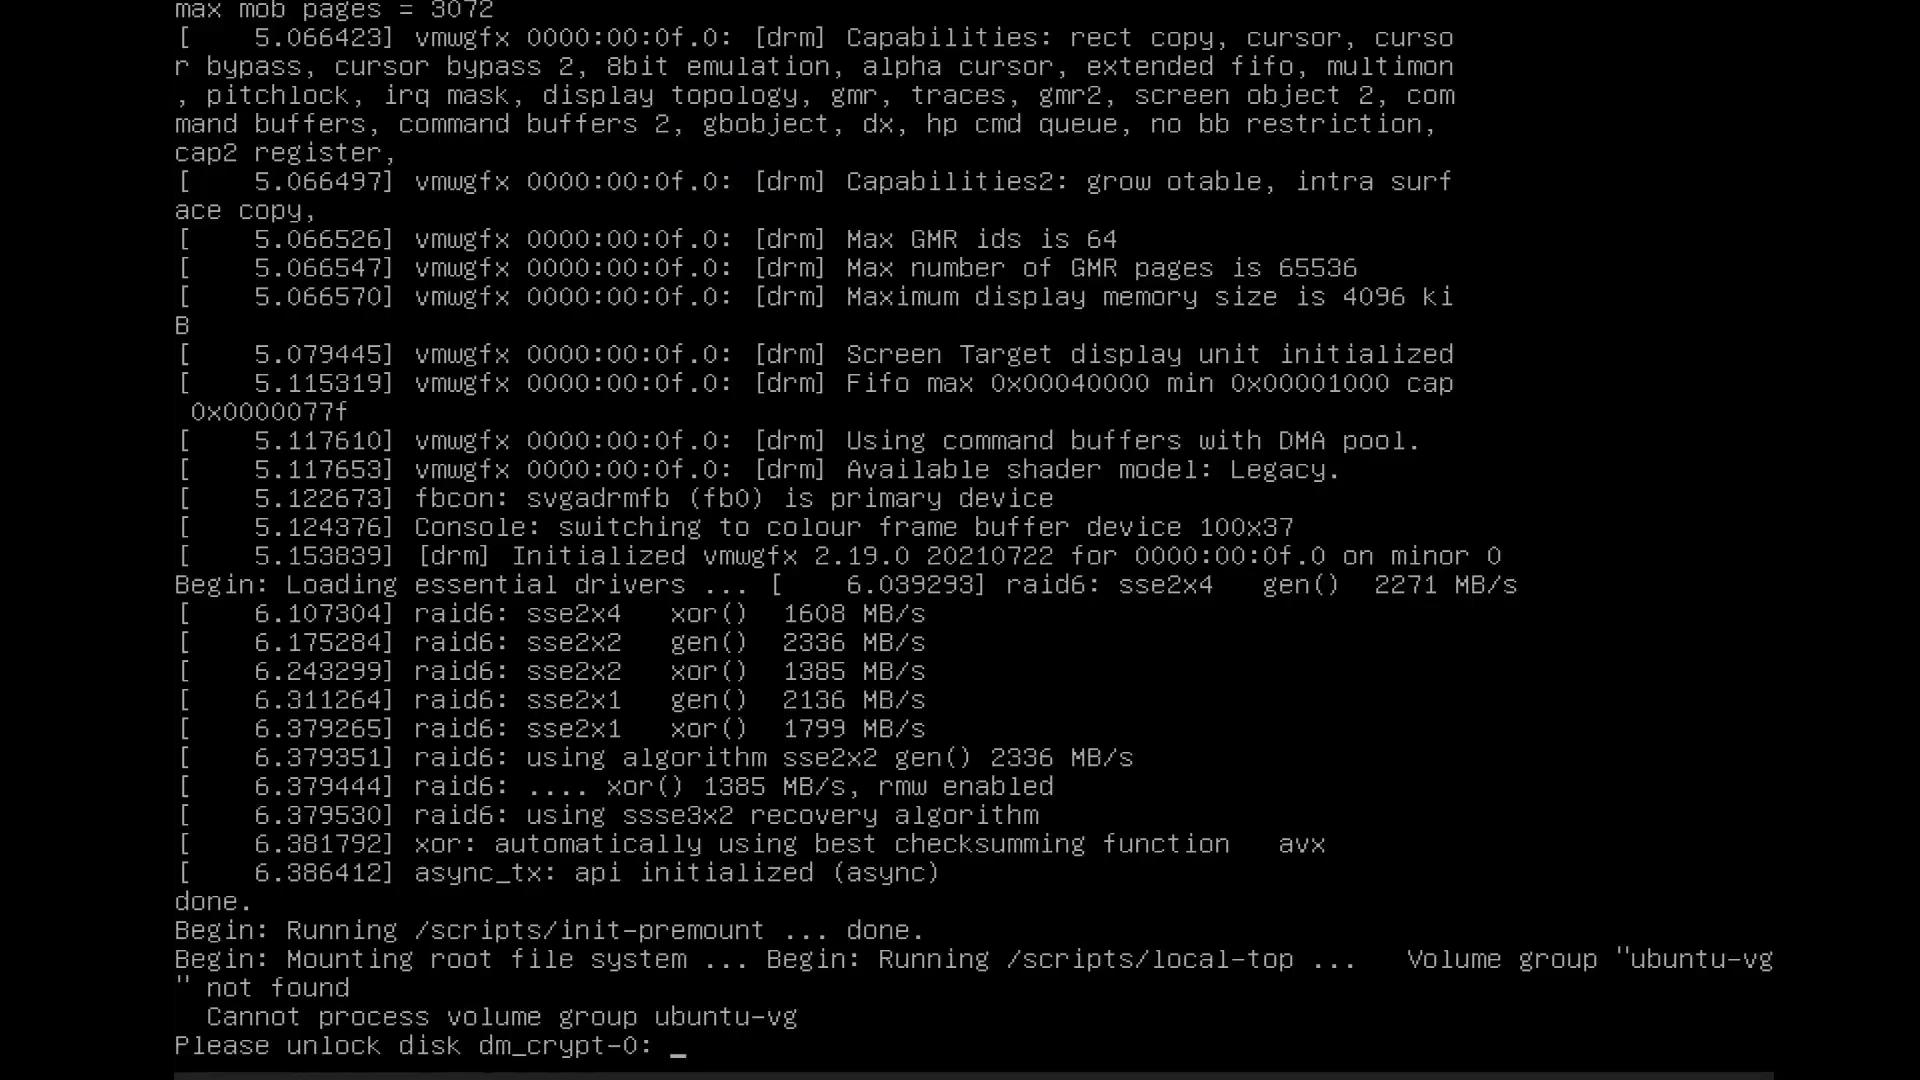 max mob pages = 3072
[    5.066423] vmwgfx 0000:00:0f.0: [drm] Capabilities: rect copy, cursor, curso
r bypass, cursor bypass 2, 8bit emulation, alpha cursor, extended fifo, multimon
, pitchlock, irq mask, display topology, gmr, traces, gmr2, screen object 2, com
mand buffers, command buffers 2, gbobject, dx, hp cmd queue, no bb restriction,
cap2 register,
[    5.066497] vmwgfx 0000:00:0f.0: [drm] Capabilities2: grow otable, intra surf
ace copy,
[    5.066526] vmwgfx 0000:00:0f.0: [drm] Max GMR ids is 64
[    5.066547] vmwgfx 0000:00:0f.0: [drm] Max number of GMR pages is 65536
[    5.066570] vmwgfx 0000:00:0f.0: [drm] Maximum display memory size is 4096 ki
B
[    5.079445] vmwgfx 0000:00:0f.0: [drm] Screen Target display unit initialized
[    5.115319] vmwgfx 0000:00:0f.0: [drm] Fifo max 0x00040000 min 0x00001000 cap
 0x0000077f
[    5.117610] vmwgfx 0000:00:0f.0: [drm] Using command buffers with DMA pool.
[    5.117653] vmwgfx 0000:00:0f.0: [drm] Available shader model: Legacy.
[    5.122673] fbcon: svgadrmfb (fb0) is primary device
[    5.124376] Console: switching to colour frame buffer device 100x37
[    5.153839] [drm] Initialized vmwgfx 2.19.0 20210722 for 0000:00:0f.0 on minor 0
Begin: Loading essential drivers ... [    6.039293] raid6: sse2x4   gen()  2271 MB/s
[    6.107304] raid6: sse2x4   xor()  1608 MB/s
[    6.175284] raid6: sse2x2   gen()  2336 MB/s
[    6.243299] raid6: sse2x2   xor()  1385 MB/s
[    6.311264] raid6: sse2x1   gen()  2136 MB/s
[    6.379265] raid6: sse2x1   xor()  1799 MB/s
[    6.379351] raid6: using algorithm sse2x2 gen() 2336 MB/s
[    6.379444] raid6: .... xor() 1385 MB/s, rmw enabled
[    6.379530] raid6: using ssse3x2 recovery algorithm
[    6.381792] xor: automatically using best checksumming function   avx
[    6.386412] async_tx: api initialized (async)
done.
Begin: Running /scripts/init-premount ... done.
Begin: Mounting root file system ... Begin: Running /scripts/local-top ...   Volume group "ubuntu-vg
" not found
  Cannot process volume group ubuntu-vg
Please unlock disk dm_crypt-0: _